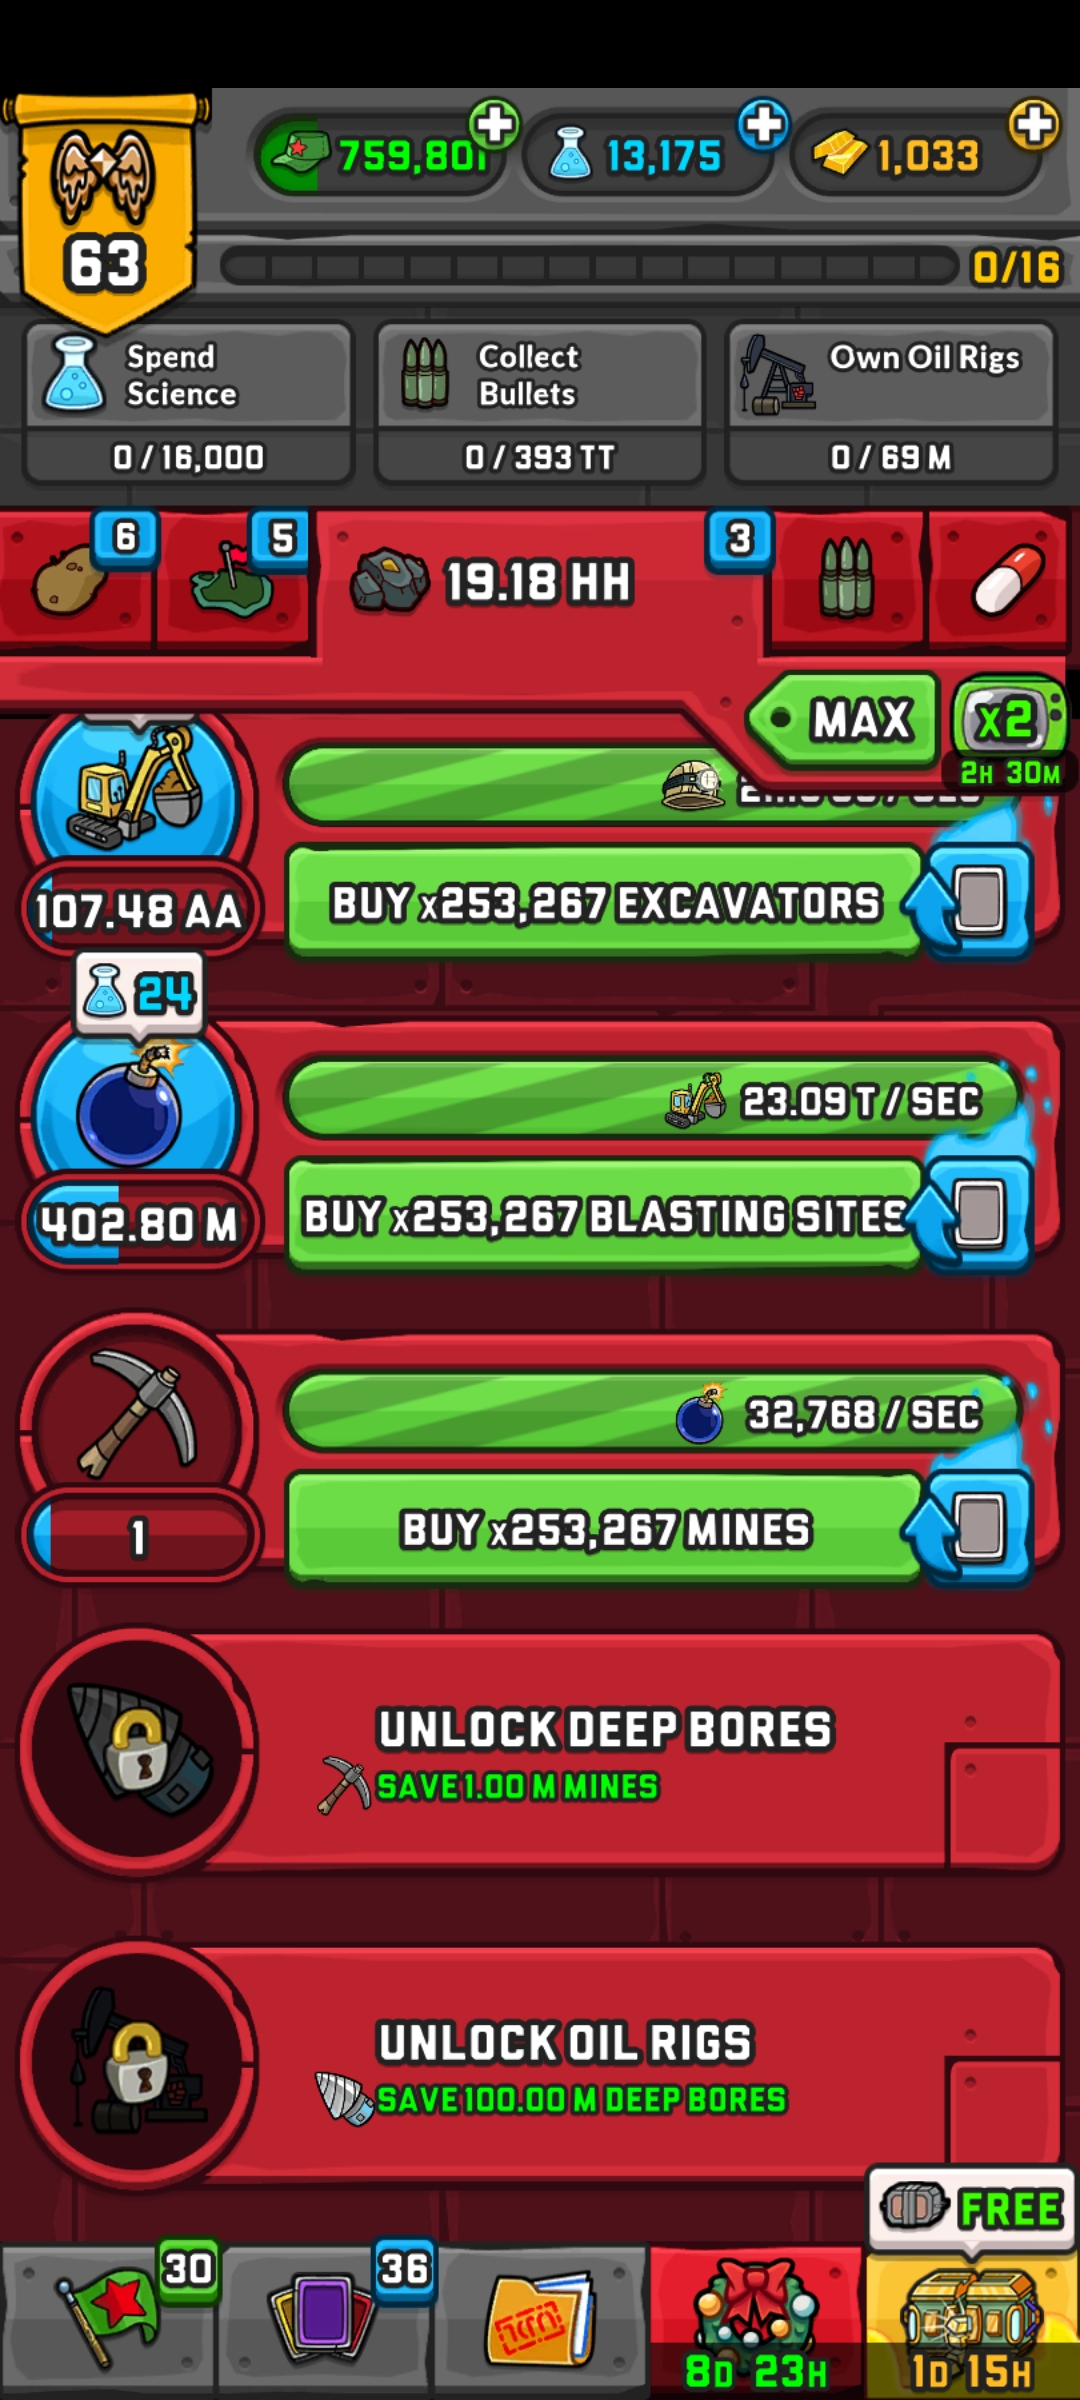 759,801
13,175
1,033
63
0/16
Spend
Science
0 / 16,000
Collect
Bullets
0 / 393 TT
Own Oil Rigs
0 / 69 M
6
5
19.18 HH
3
MAX
x2
2H 30M
107.48 AA
BUY x253,267 EXCAVATORS
24
23.09 T / SEC
402.80 M
BUY x253,267 BLASTING SITES
32,768 / SEC
1
BUY x253,267 MINES
UNLOCK DEEP BORES
SAVE 1.00 M MINES
UNLOCK OIL RIGS
SAVE 100.00 M DEEP BORES
FREE
30
36
8D 23H
1D 15H